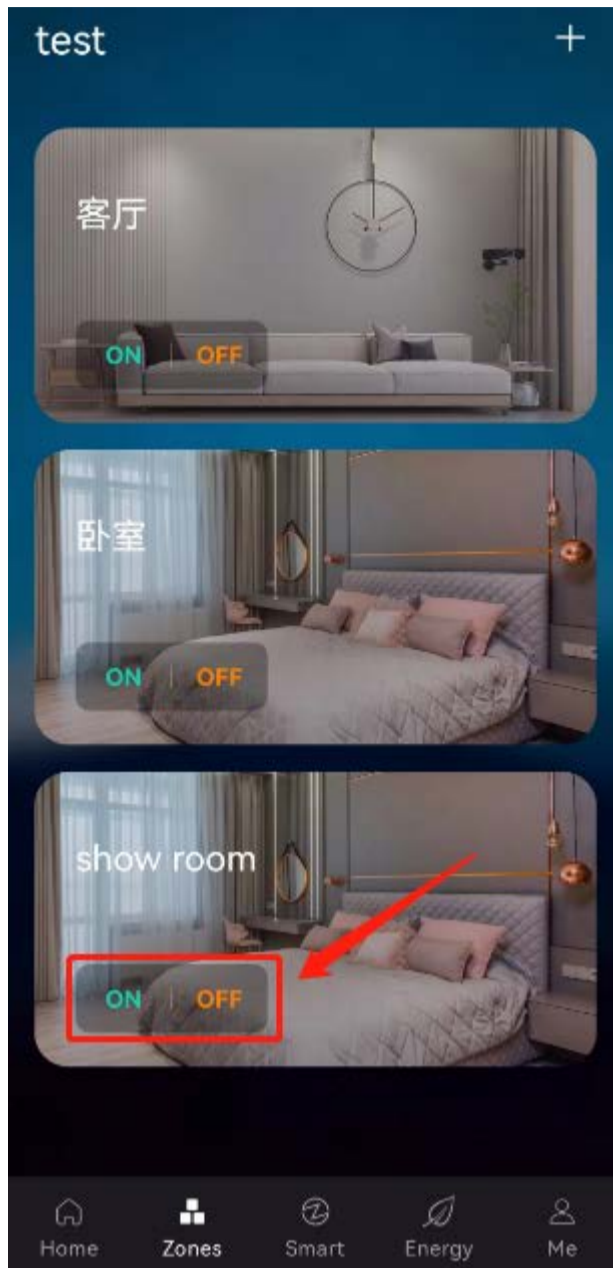 test
客厅
ON | OFF
卧室
ON | OFF
show room
ON | OFF
Home Zones Smart Energy Me